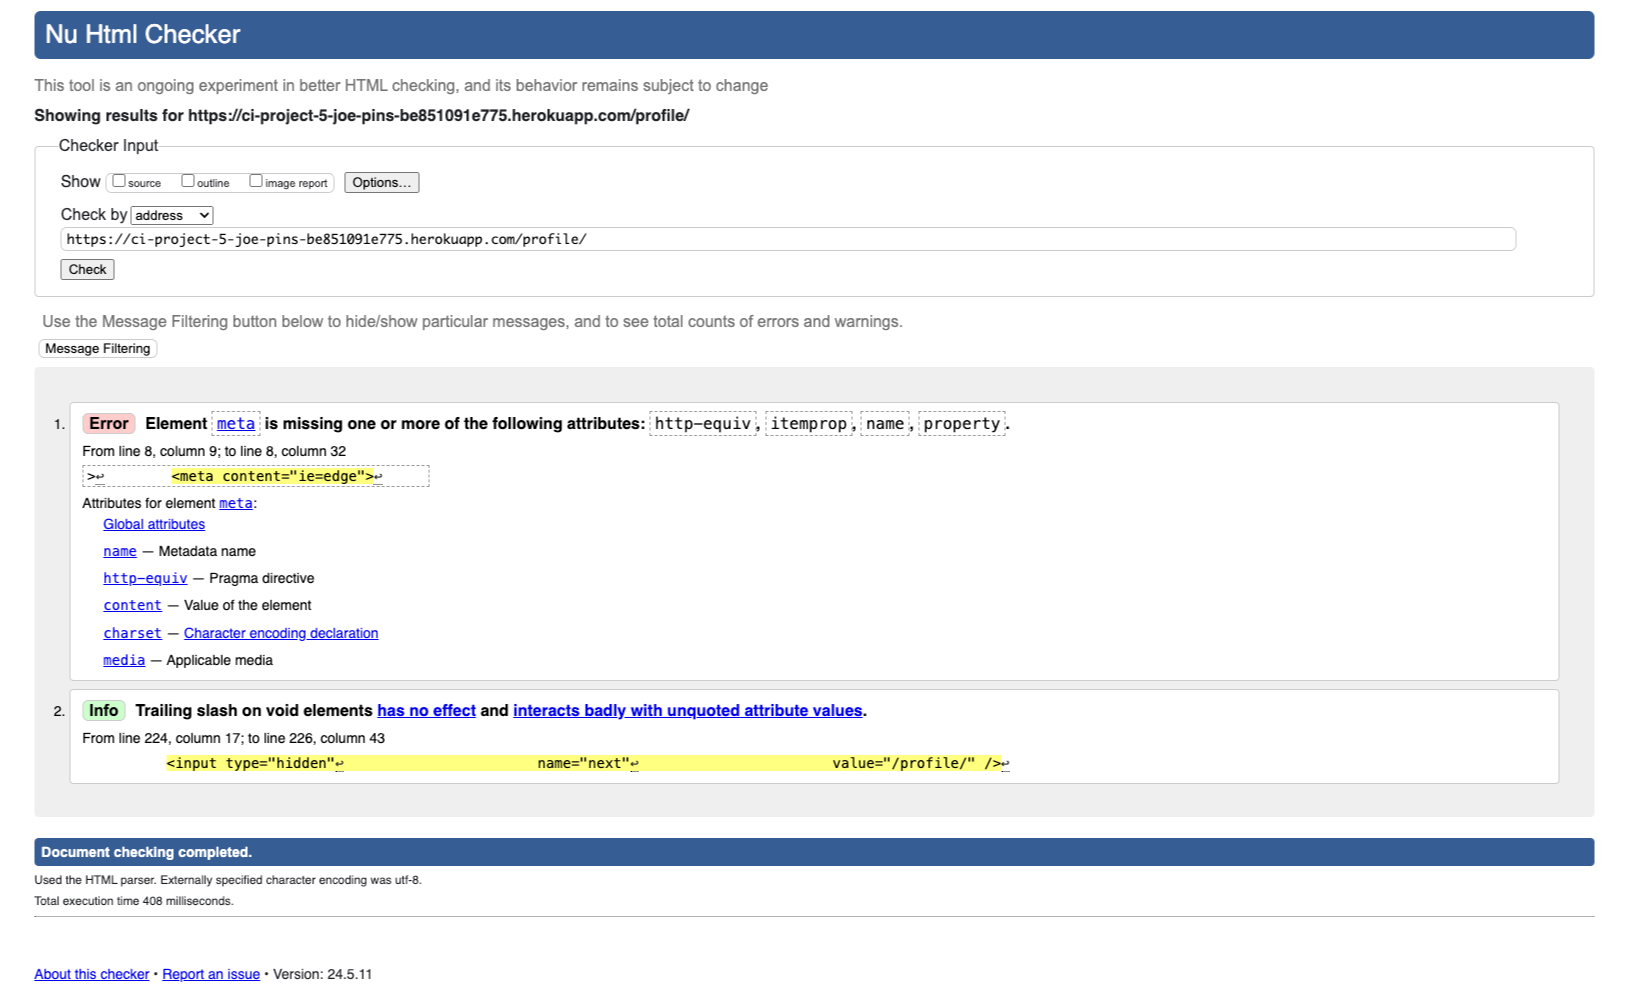 Nu Html Checker
This tool is an ongoing experiment in better HTML checking, and its behavior remains subject to change
Showing results for https://ci-project-5-joe-pins-be851091e775.herokuapp.com/profile/
Checker Input
Show source outline image report Options...
Check by address
https://ci-project-5-joe-pins-be851091e775.herokuapp.com/profile/
Check
Use the Message Filtering button below to hide/show particular messages, and to see total counts of errors and warnings.
Message Filtering
1. Error Element meta is missing one or more of the following attributes: http-equiv, itemprop, name, property.
From line 8, column 9; to line 8, column 32
>↩ <meta content="ie=edge">↩
Attributes for element meta:
Global attributes
name — Metadata name
http-equiv — Pragma directive
content — Value of the element
charset — Character encoding declaration
media — Applicable media
2. Info Trailing slash on void elements has no effect and interacts badly with unquoted attribute values.
From line 224, column 17; to line 226, column 43
<input type="hidden"↩ name="next"↩ value="/profile/" />↩
Document checking completed.
Used the HTML parser. Externally specified character encoding was utf-8.
Total execution time 408 milliseconds.
About this checker • Report an issue • Version: 24.5.11